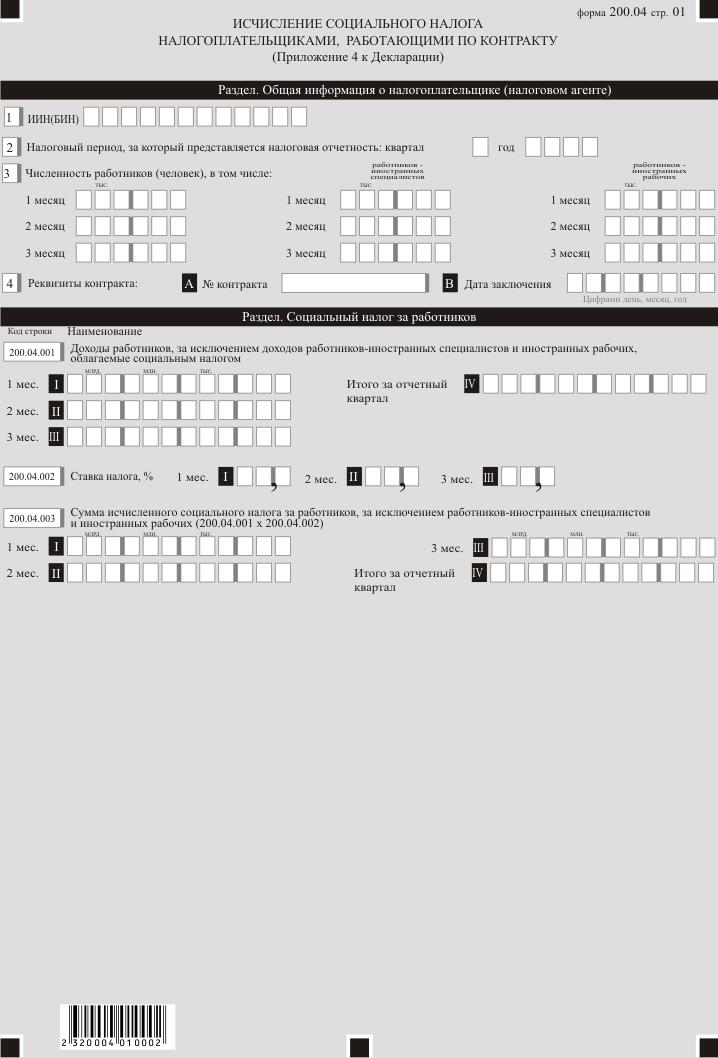 форма 200.04 стр. 01
ИСЧИСЛЕНИЕ СОЦИАЛЬНОГО НАЛОГА
НАЛОГОПЛАТЕЛЬЩИКАМИ, РАБОТАЮЩИМИ ПО КОНТРАКТУ
(Приложение 4 к Декларации)
Раздел. Общая информация о налогоплательщике (налоговом агенте)
1 ИИН(БИН)
2 Налоговый период, за который представляется налоговая отчетность: квартал год
3 Численность работников (человек), в том числе:
работников - иностранных специалистов
работников - иностранных рабочих
тыс. тыс. тыс.
1 месяц 1 месяц 1 месяц
2 месяц 2 месяц 2 месяц
3 месяц 3 месяц 3 месяц
4 Реквизиты контракта: A № контракта B Дата заключения
Цифрами день, месяц, год
Раздел. Социальный налог за работников
Код строки Наименование
200.04.001 Доходы работников, за исключением доходов работников-иностранных специалистов и иностранных рабочих,
облагаемые социальным налогом
млрд. млн. тыс.
1 мес. I Итого за отчетный IV
квартал
2 мес. II
3 мес. III
200.04.002 Ставка налога, % 1 мес. I , 2 мес. II , 3 мес. III ,
200.04.003 Сумма исчисленного социального налога за работников, за исключением работников-иностранных специалистов
и иностранных рабочих (200.04.001 х 200.04.002)
млрд. млн. тыс. млрд. млн. тыс.
1 мес. I 3 мес. III
2 мес. II Итого за отчетный IV
квартал
2 320004 010002